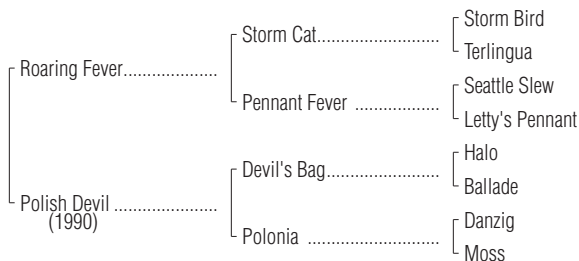 Storm Bird
Storm Cat
Terlingua
Roaring Fever
Seattle Slew
Pennant Fever
Letty's Pennant
Halo
Devil's Bag
Ballade
Polish Devil
(1990)
Danzig
Polonia
Moss